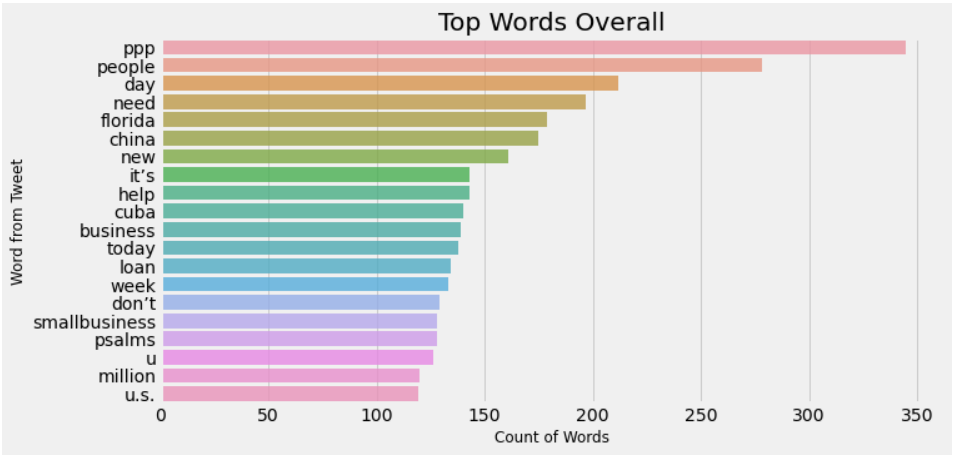 Top Words Overall
Word from Tweet
ppp
people
day
need
florida
china
new
it’s
help
cuba
business
today
loan
week
don’t
smallbusiness
psalms
u
million
u.s.
0 50 100 150 200 250 300 350
Count of Words